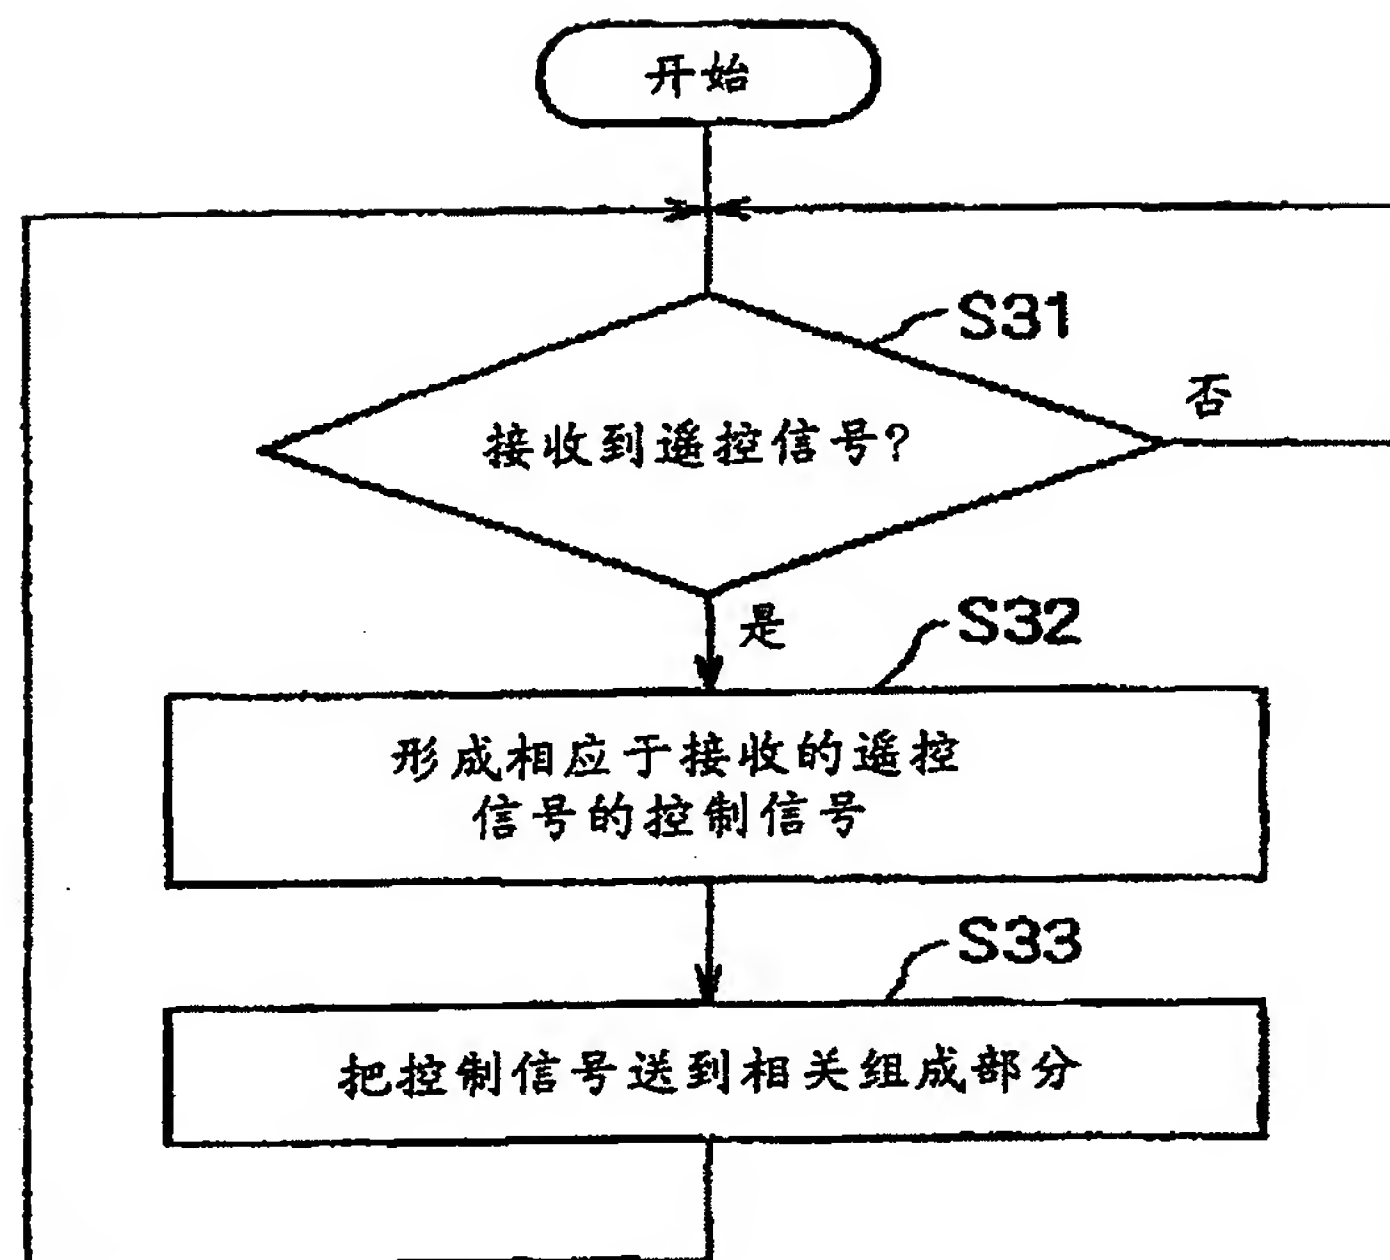 开始
S31
否
接收到遥控信号?
是
S32
形成相应于接收的遥控
信号的控制信号
S33
把控制信号送到相关组成部分